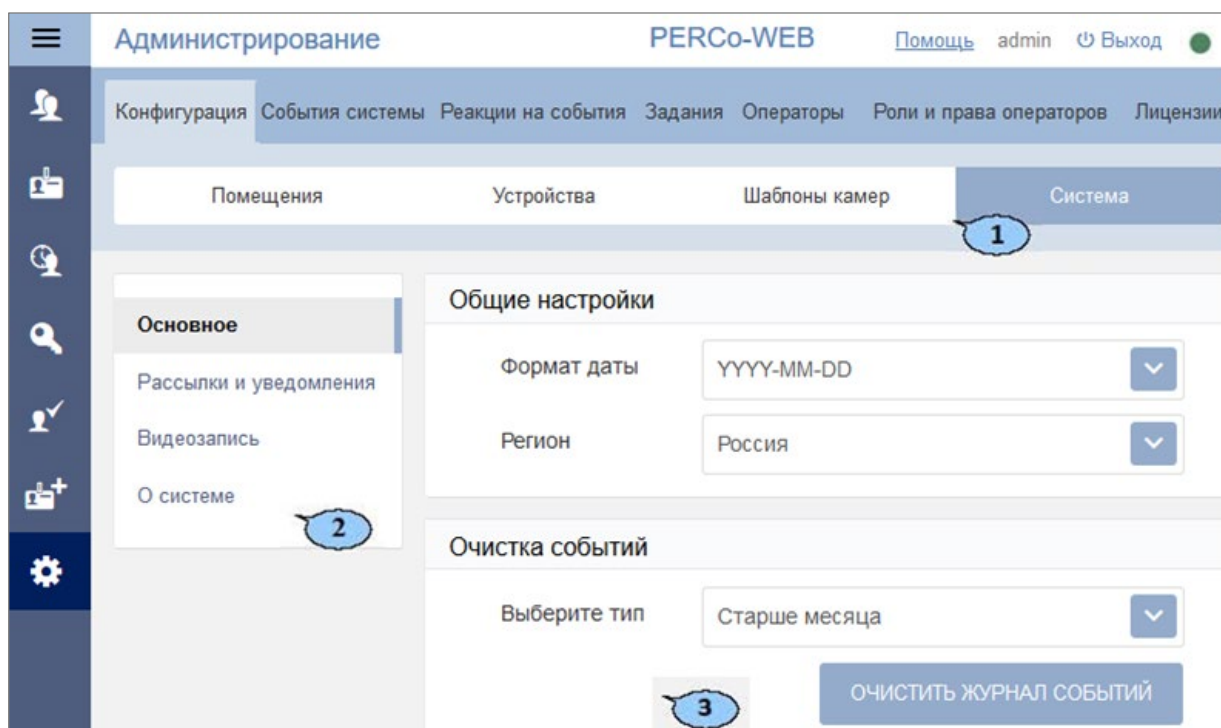 Администрирование PERCo-WEB Помощь admin Выход
Конфигурация События системы Реакции на события Задания Операторы Роли и права операторов Лицензии
Помещения Устройства Шаблоны камер Система
1
Основное
Рассылки и уведомления
Видеозапись
О системе
2
Общие настройки
Формат даты YYYY-MM-DD
Регион Россия
Очистка событий
Выберите тип Старше месяца
3 ОЧИСТИТЬ ЖУРНАЛ СОБЫТИЙ